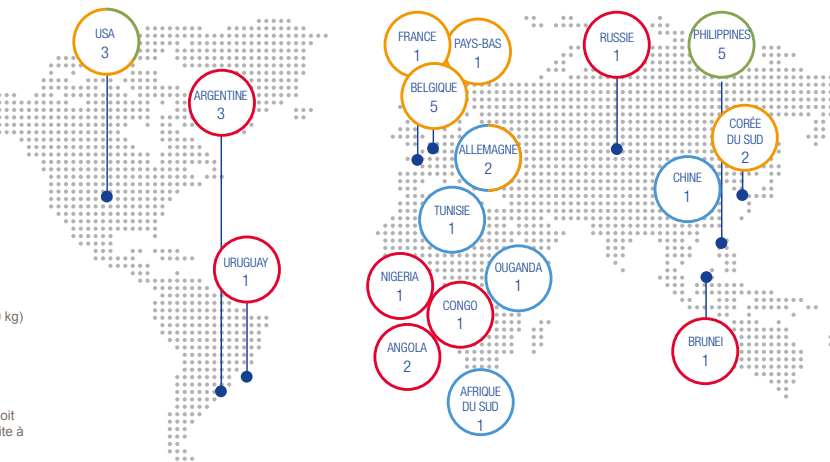 USA
3
ARGENTINE
3
URUGUAY
1
kg)
oit
ite à
FRANCE
1
PAYS-BAS
1
BELGIQUE
5
ALLEMAGNE
2
TUNISIE
1
NIGERIA
1
OUGANDA
1
CONGO
1
ANGOLA
2
AFRIQUE
DU SUD
1
RUSSIE
1
PHILIPPINES
5
CORÉE
DU SUD
2
CHINE
1
BRUNEI
1